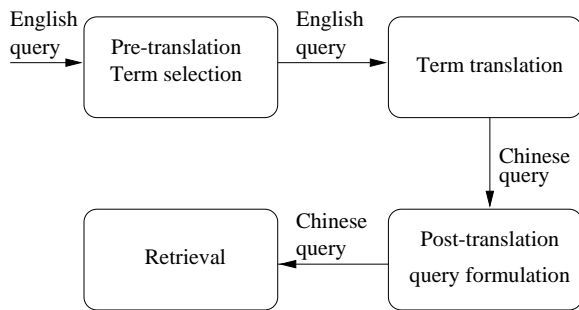 English
query
Pre-translation
Term selection
English
query
Term translation
Chinese
query
Post-translation
query formulation
Chinese
query
Retrieval